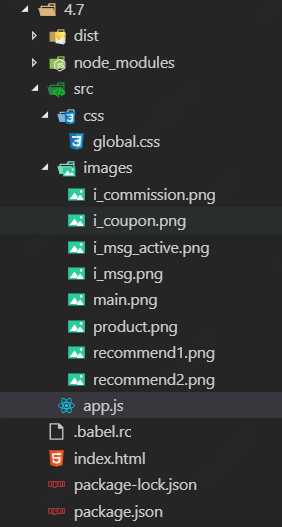 4.7
dist
node_modules
src
css
global.css
images
i_commission.png
i_coupon.png
i_msg_active.png
i_msg.png
main.png
product.png
recommend1.png
recommend2.png
app.js
.babel.rc
index.html
package-lock.json
package.json